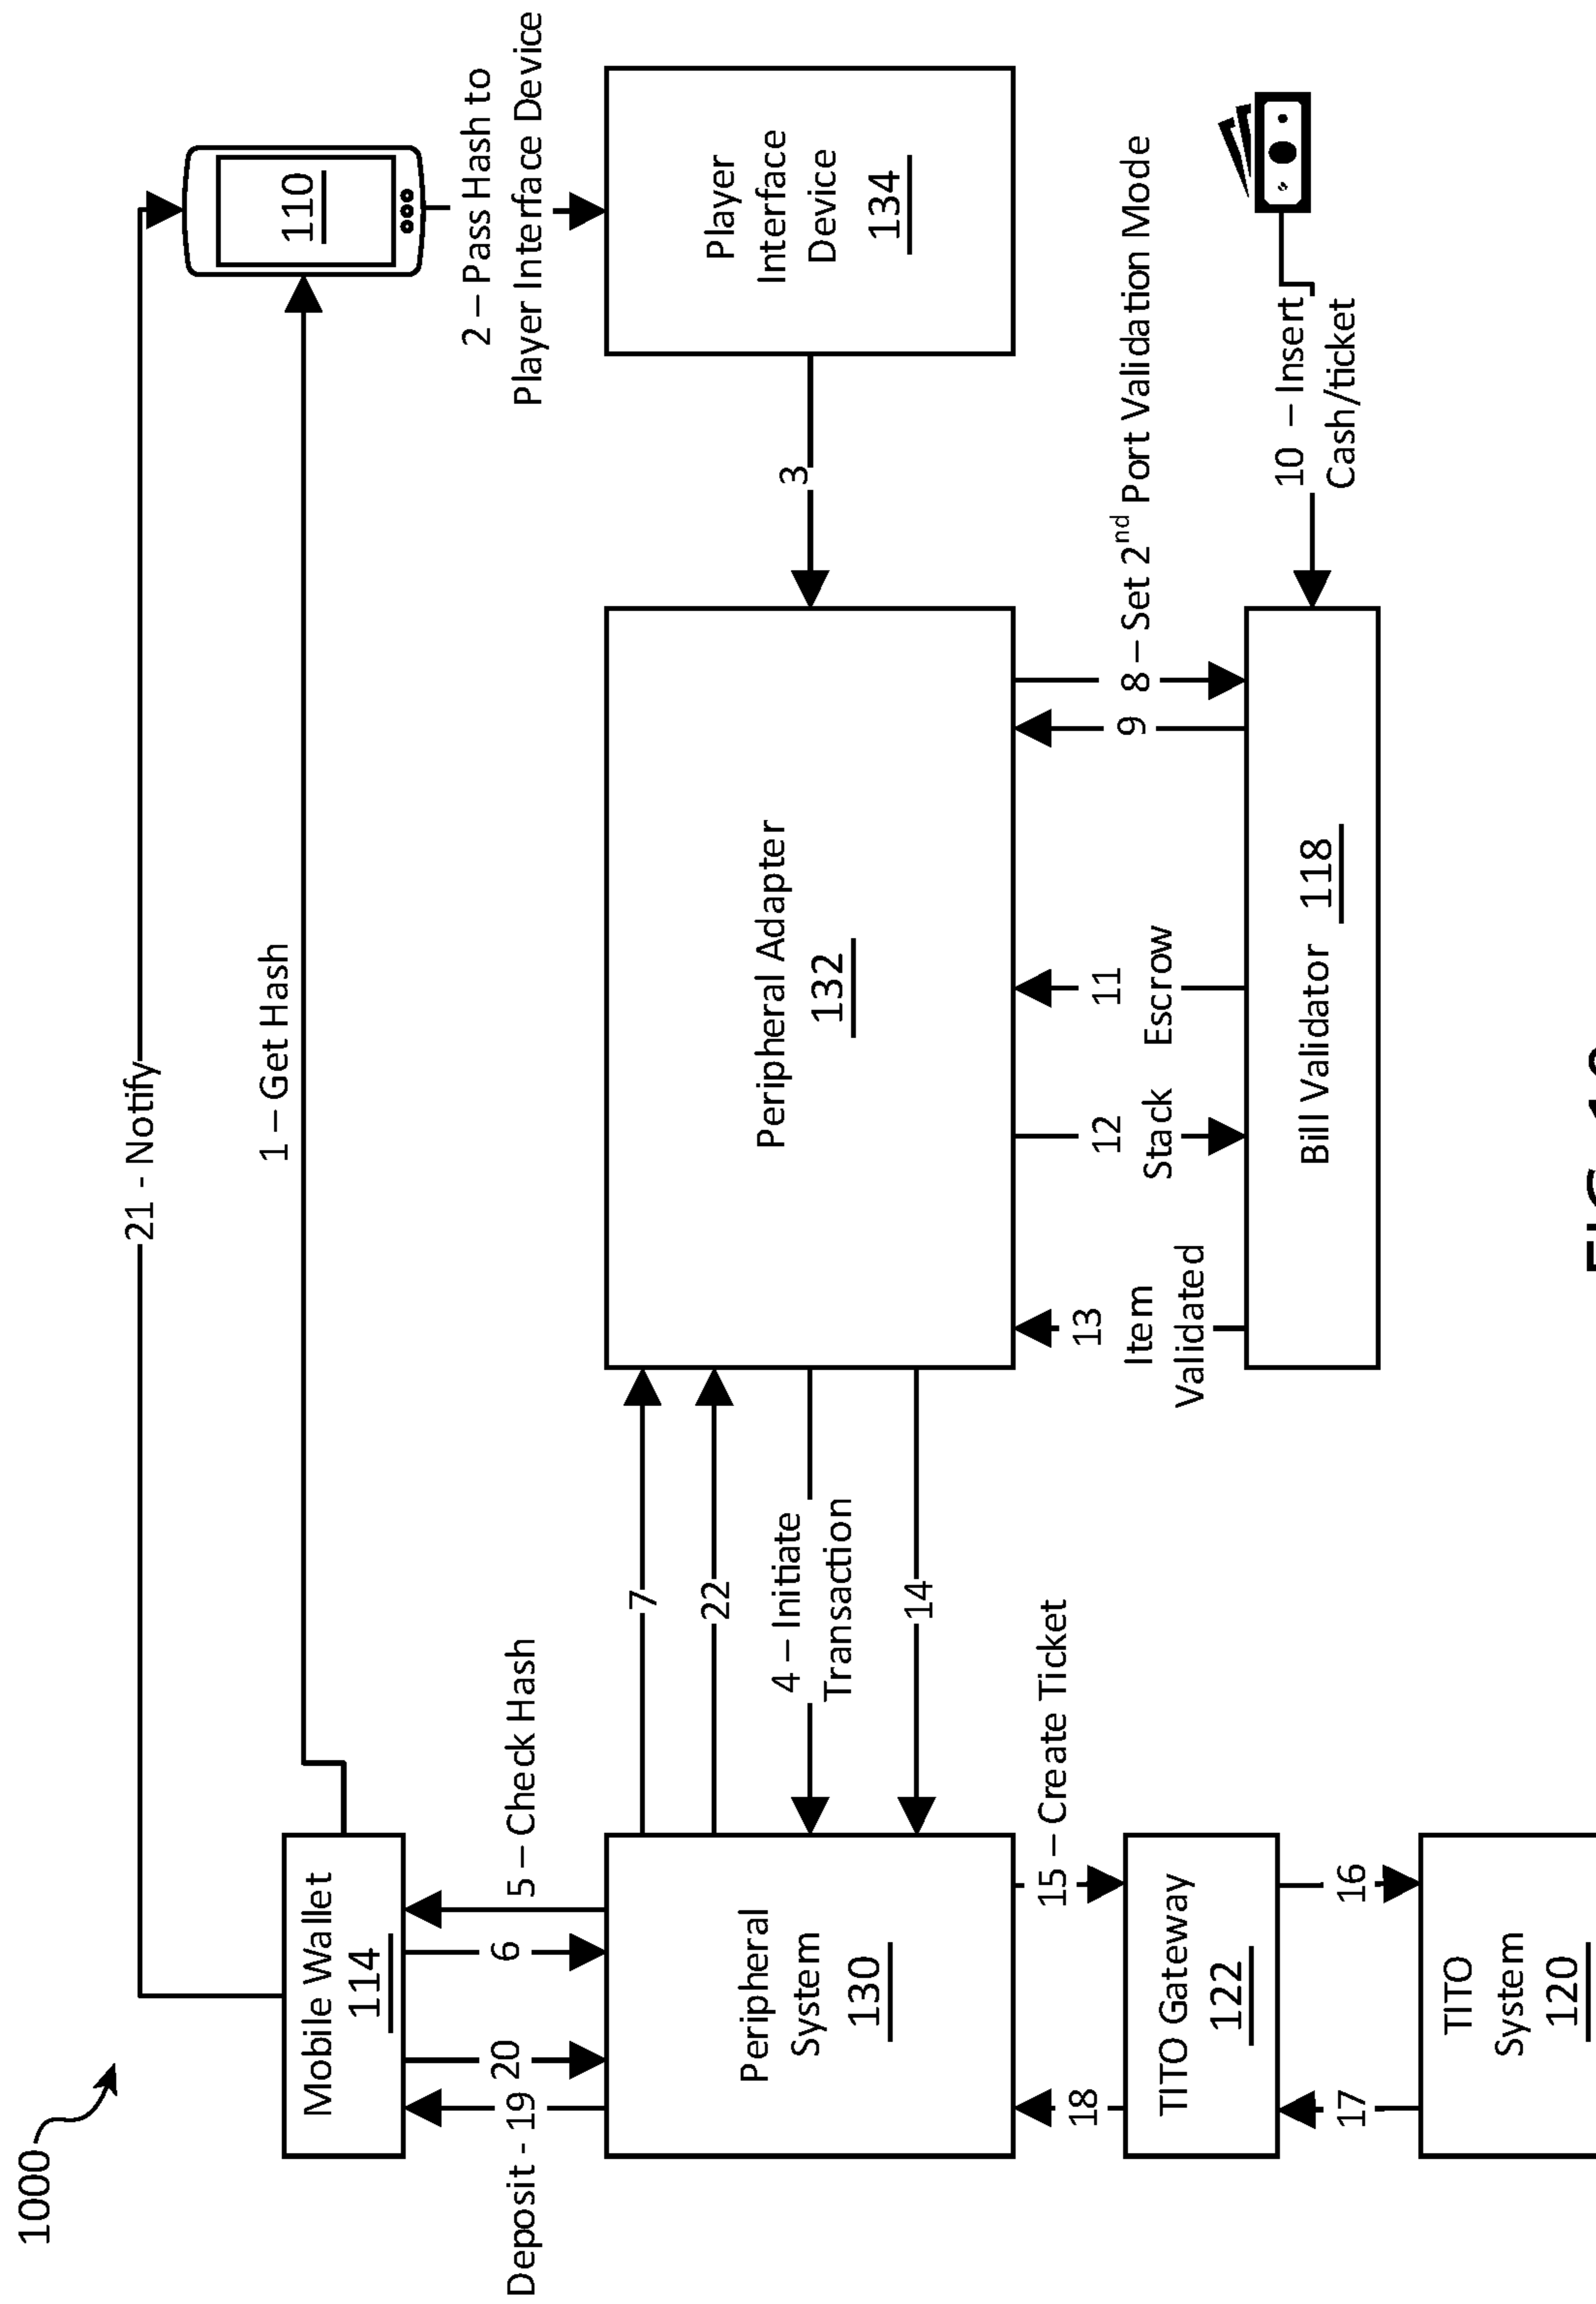 1000
21 - Notify
1 – Get Hash
110
Mobile Wallet
114
2 – Pass Hash to
Player Interface Device
Deposit - 19
20
6
5 – Check Hash
Peripheral
System
130
7
22
4 – Initiate
Transaction
14
Peripheral Adapter
132
3
Player
Interface
Device
134
18
15 – Create Ticket
13
Item
Validated
12
Stack
11
Escrow
9
8 – Set 2nd Port Validation Mode
TITO Gateway
122
Bill Validator 118
10 – Insert
Cash/ticket
17
16
TITO
System
120